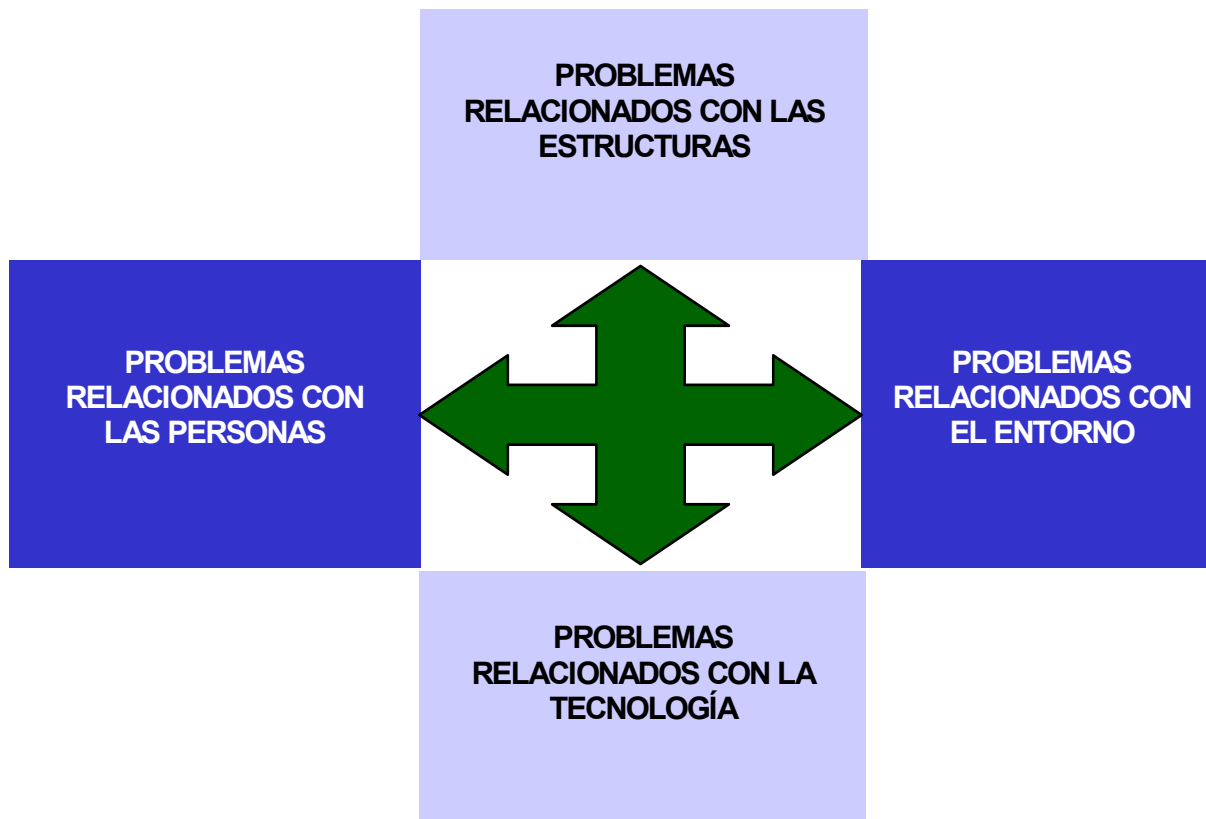 PROBLEMAS
RELACIONADOS CON LAS
ESTRUCTURAS
PROBLEMAS
RELACIONADOS CON
LAS PERSONAS
PROBLEMAS
RELACIONADOS CON
EL ENTORNO
PROBLEMAS
RELACIONADOS CON LA
TECNOLOGÍA